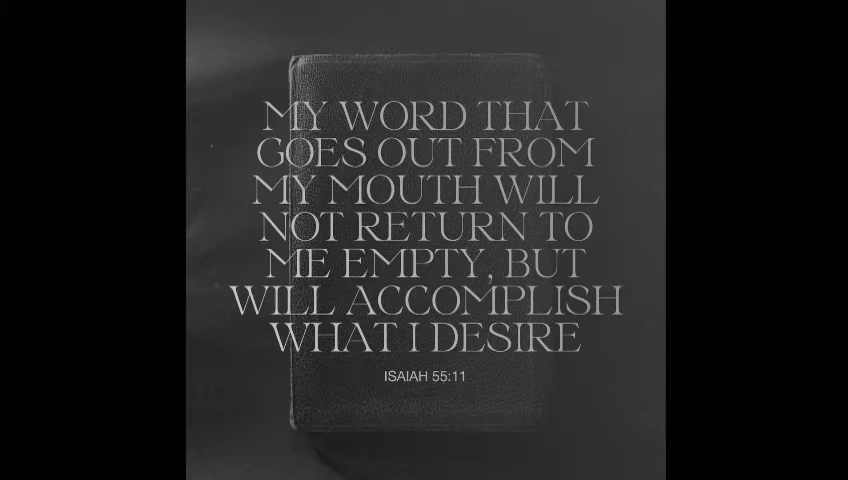 MY WORD THAT
GOES OUT FROM
MY MOUTH WILL
NOT RETURN TO
ME EMPTY, BUT
WILL ACCOMPLISH
WHAT I DESIRE
ISAIAH 55:11